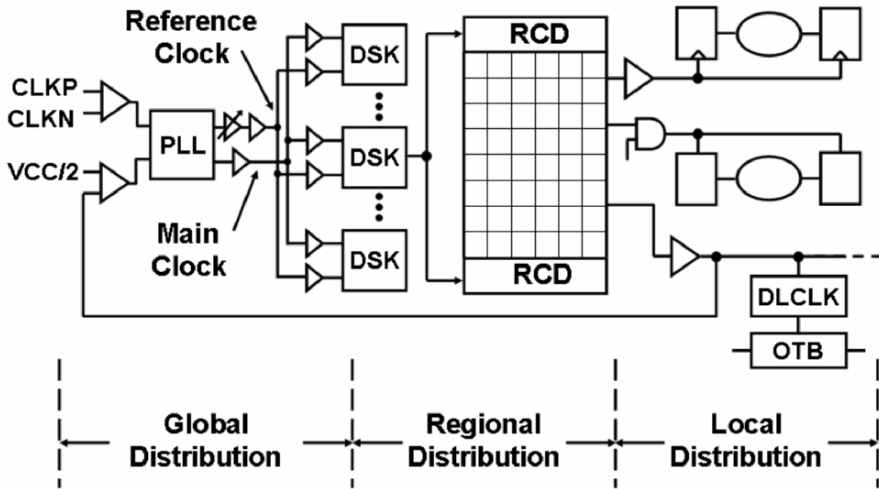 Reference
Clock
CLKP
CLKN
VCC/2
PLL
Main
Clock
DSK
DSK
DSK
RCD
RCD
DLCLK
OTB
Global
Distribution
Regional
Distribution
Local
Distribution